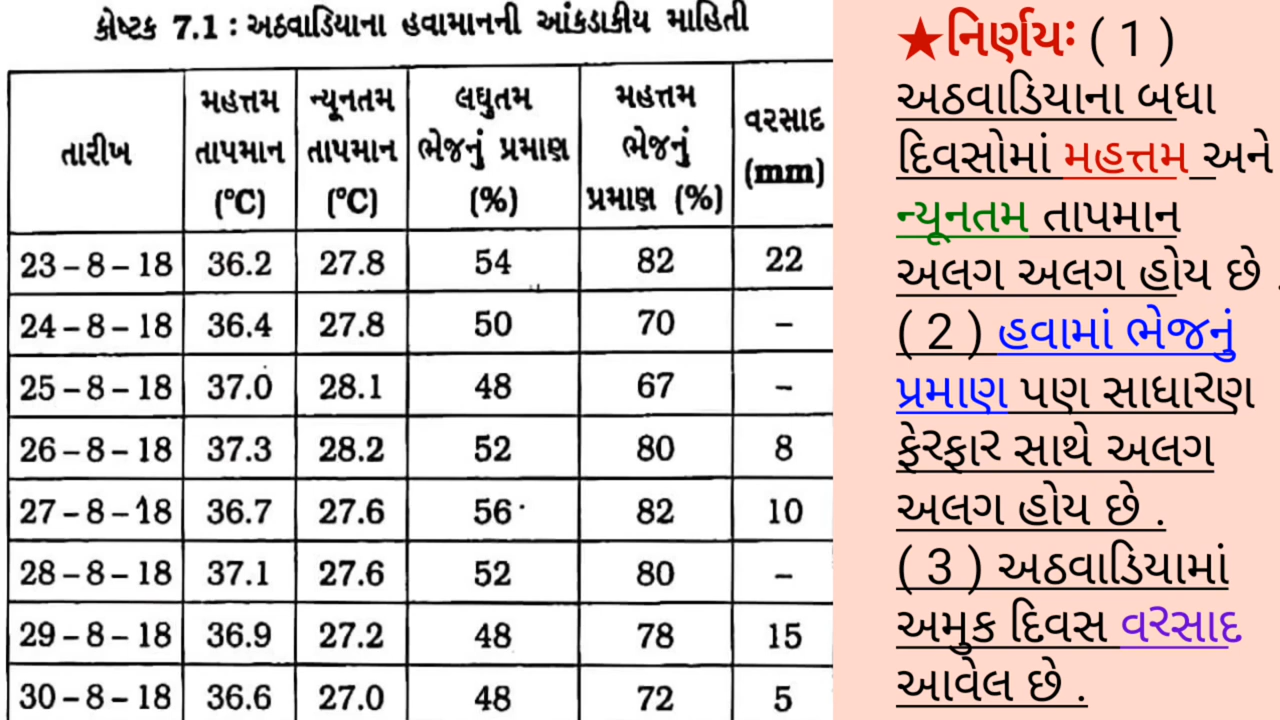 કોષ્ટક 7.1 : અઠવાડિયાના હવામાનની આંકડાકીય માહિતી
તારીખ મહત્તમ તાપમાન (°C) ન્યૂનતમ તાપમાન (°C) લઘુતમ ભેજનું પ્રમાણ (%) મહત્તમ ભેજનું પ્રમાણ (%) વરસાદ (mm)
23 – 8 – 18 36.2 27.8 54 82 22
24 – 8 – 18 36.4 27.8 50 70 –
25 – 8 – 18 37.0 28.1 48 67 –
26 – 8 – 18 37.3 28.2 52 80 8
27 – 8 – 18 36.7 27.6 56 82 10
28 – 8 – 18 37.1 27.6 52 80 –
29 – 8 – 18 36.9 27.2 48 78 15
30 – 8 – 18 36.6 27.0 48 72 5
★નિર્ણયઃ ( 1 )
અઠવાડિયાના બધા
દિવસોમાં મહત્તમ અને
ન્યૂનતમ તાપમાન
અલગ અલગ હોય છે .
( 2 ) હવામાં ભેજનું
પ્રમાણ પણ સાધારણ
ફેરફાર સાથે અલગ
અલગ હોય છે .
( 3 ) અઠવાડિયામાં
અમુક દિવસ વરસાદ
આવેલ છે .